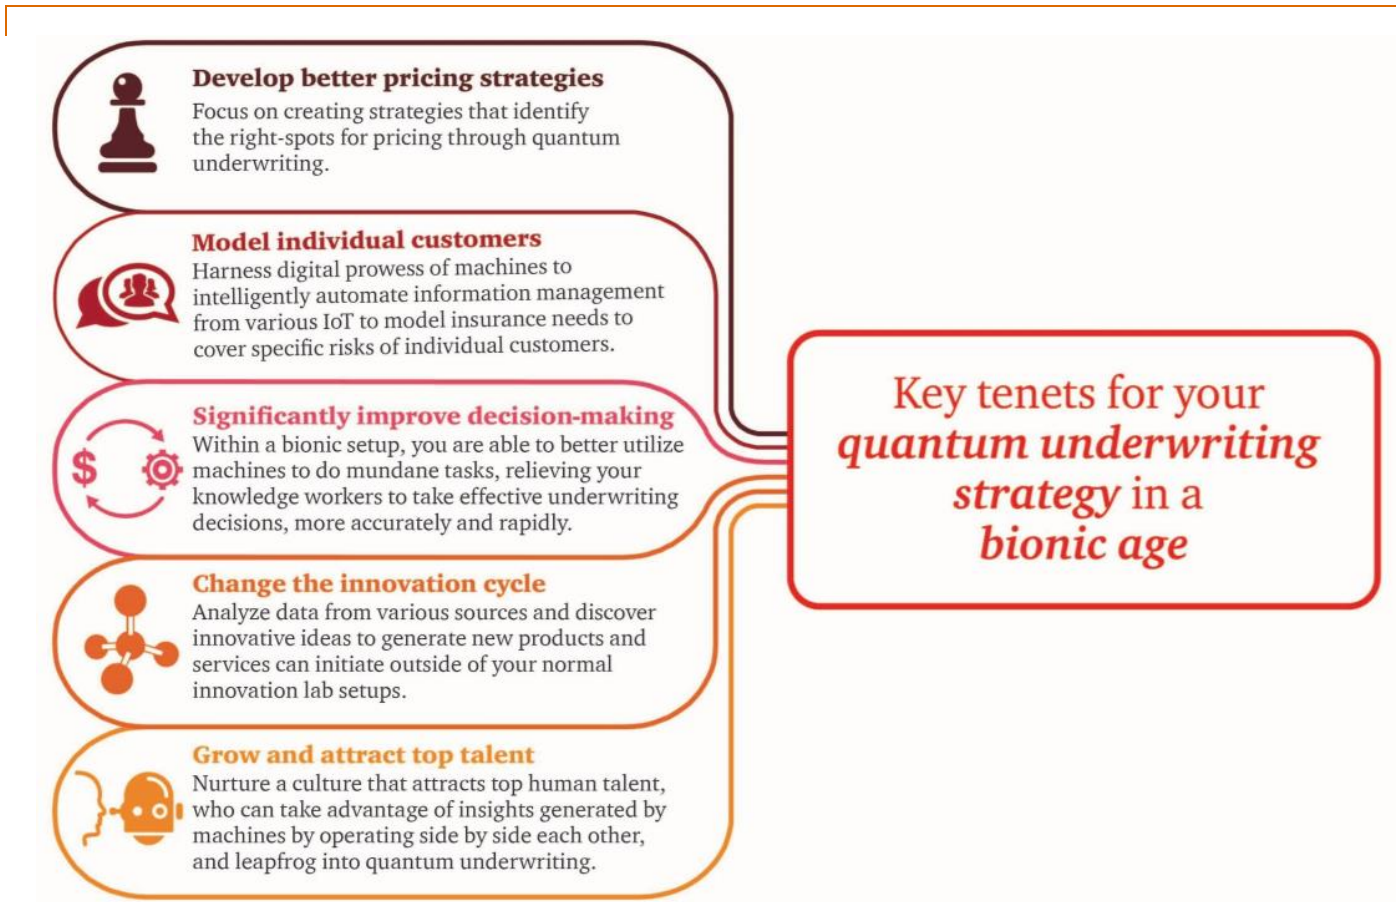 Develop better pricing strategies
Focus on creating strategies that identify
the right-spots for pricing through quantum
underwriting.
Model individual customers
Harness digital prowess of machines to
intelligently automate information management
from various IoT to model insurance needs to
cover specific risks of individual customers.
Significantly improve decision-making
Within a bionic setup, you are able to better utilize
machines to do mundane tasks, relieving your
knowledge workers to take effective underwriting
decisions, more accurately and rapidly.
$
Change the innovation cycle
Analyze data from various sources and discover
innovative ideas to generate new products and
services can initiate outside of your normal
innovation lab setups.
Grow and attract top talent
Nurture a culture that attracts top human talent,
who can take advantage of insights generated by
machines by operating side by side each other,
and leapfrog into quantum underwriting.
Key tenets for your
quantum underwriting
strategy in a
bionic age